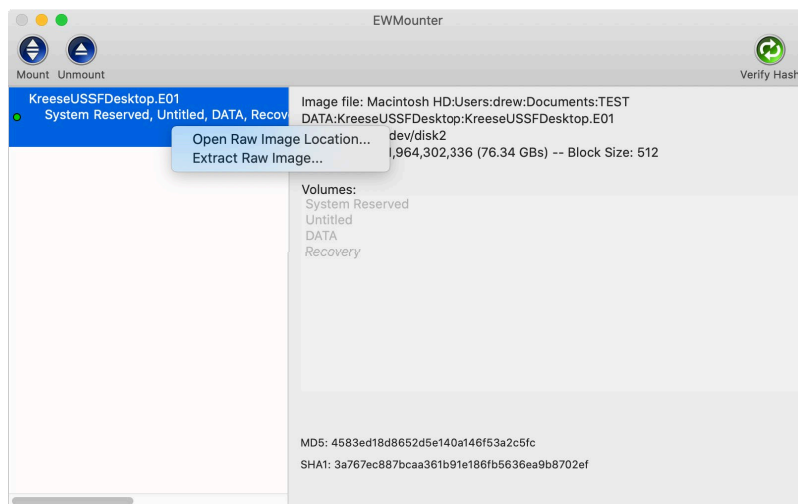 EWMounter
Mount Unmount
Verify Hash
KreeseUSSFDesktop.E01
System Reserved, Untitled, DATA, Recov
Open Raw Image Location...
Extract Raw Image...
Image file: Macintosh HD:Users:drew:Documents:TEST
DATA:KreeseUSSFDesktop:KreeseUSSFDesktop.E01
dev/disk2
,964,302,336 (76.34 GBs) -- Block Size: 512
Volumes:
System Reserved
Untitled
DATA
Recovery
MD5: 4583ed18d8652d5e140a146f53a2c5fc
SHA1: 3a767ec887bcaa361b91e186fb5636ea9b8702ef